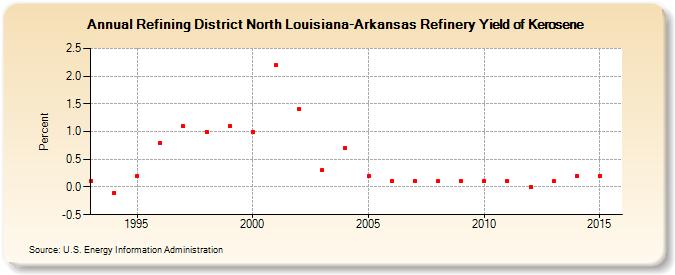 Annual Refining District North Louisiana-Arkansas Refinery Yield of Kerosene
Percent
2.5
2.0
1.5
1.0
0.5
0.0
-0.5
1995 2000 2005 2010 2015
Source: U.S. Energy Information Administration